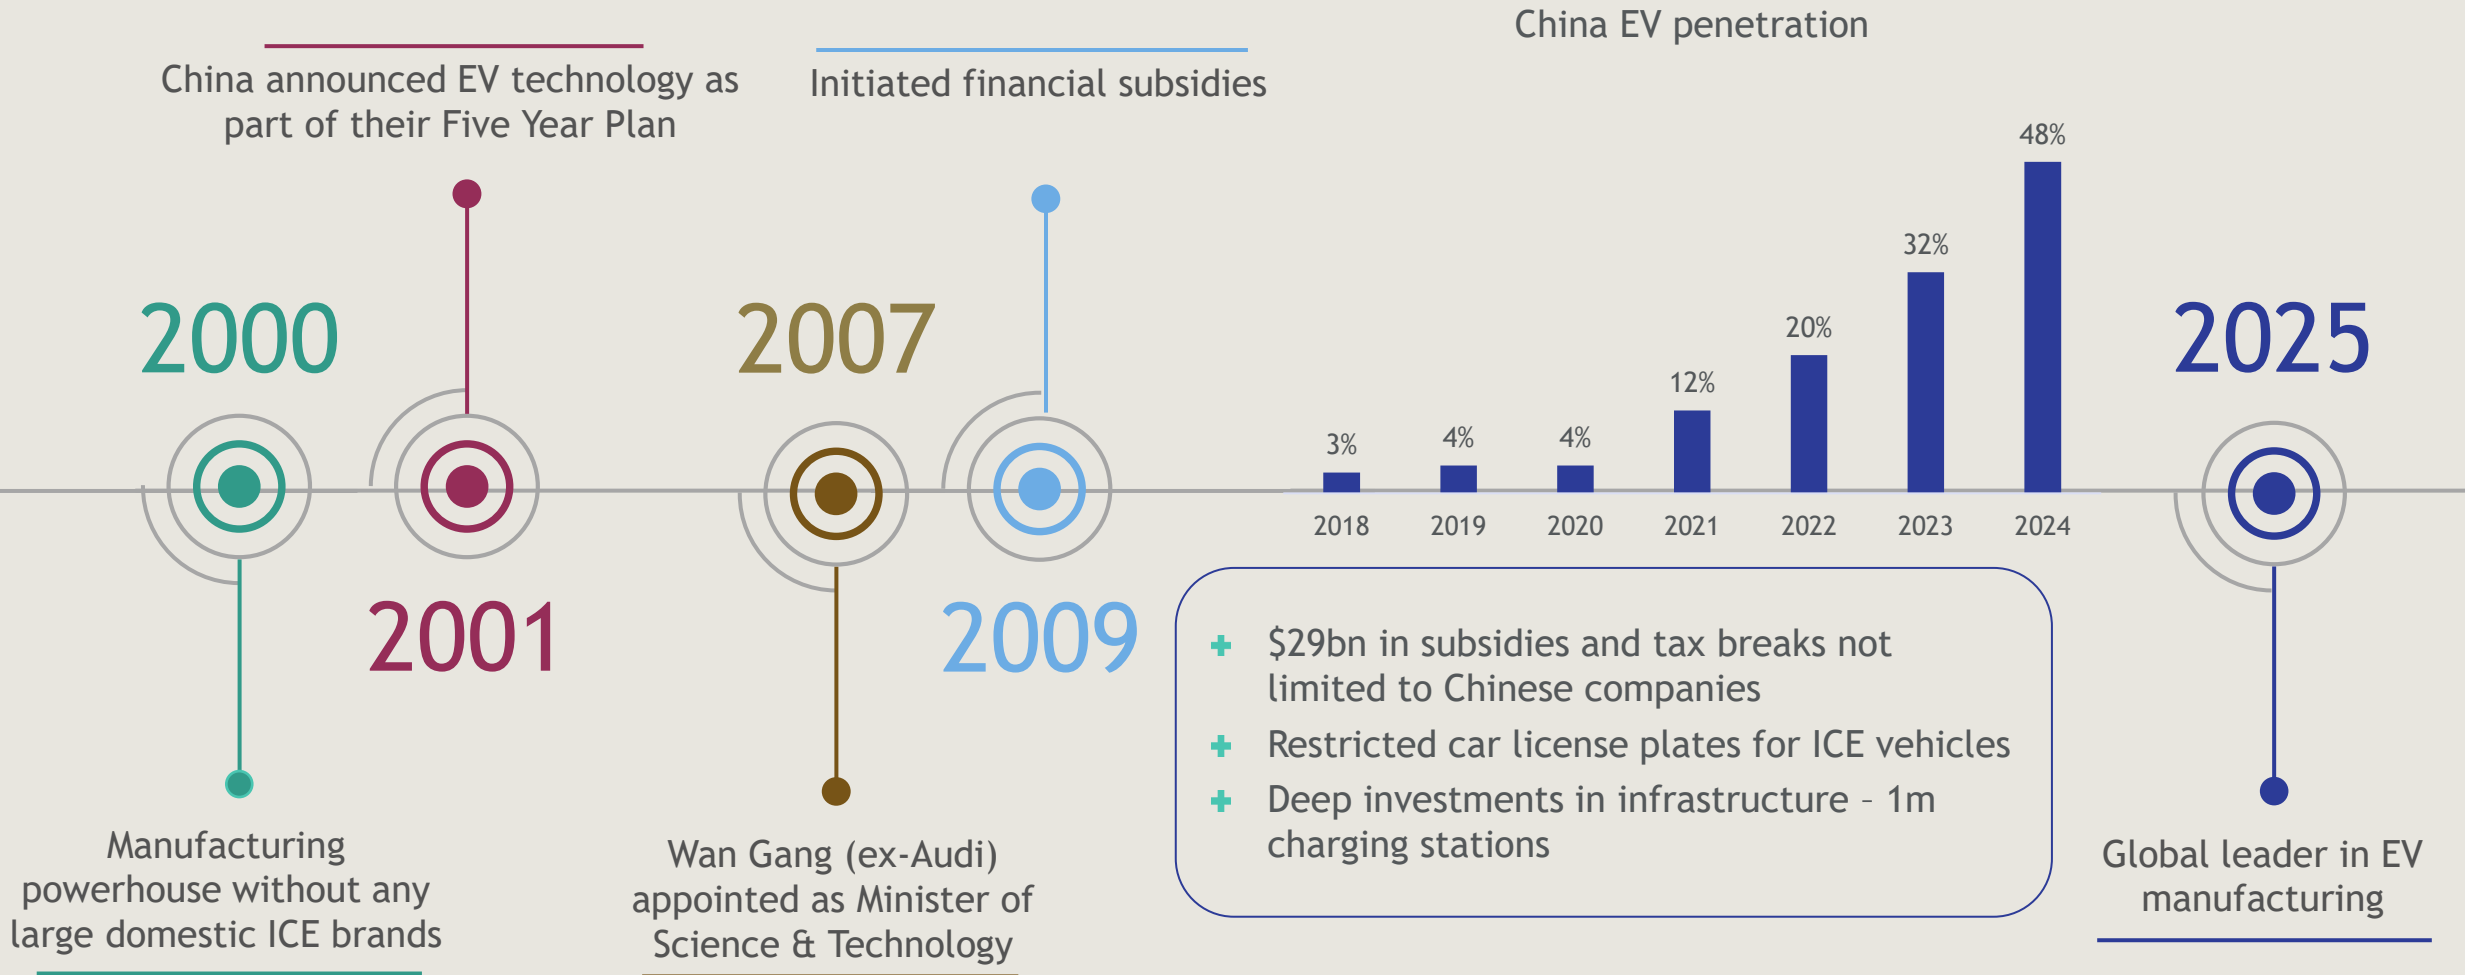 China announced EV technology as
part of their Five Year Plan
Initiated financial subsidies
China EV penetration
2000
2001
2007
2009
2025
48%
32%
20%
12%
4%
4%
3%
2018
2019
2020
2021
2022
2023
2024
Manufacturing
powerhouse without any
large domestic ICE brands
Wan Gang (ex-Audi)
appointed as Minister of
Science & Technology
$29bn in subsidies and tax breaks not
limited to Chinese companies
Restricted car license plates for ICE vehicles
Deep investments in infrastructure – 1m
charging stations
Global leader in EV
manufacturing